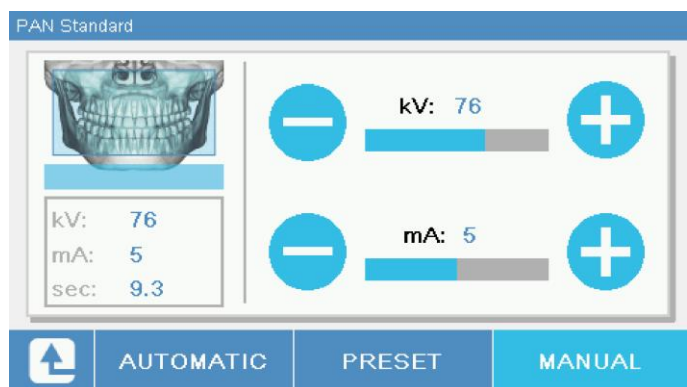 PAN Standard
kV: 76
mA: 5
sec: 9.3
kV: 76
mA: 5
AUTOMATIC
PRESET
MANUAL